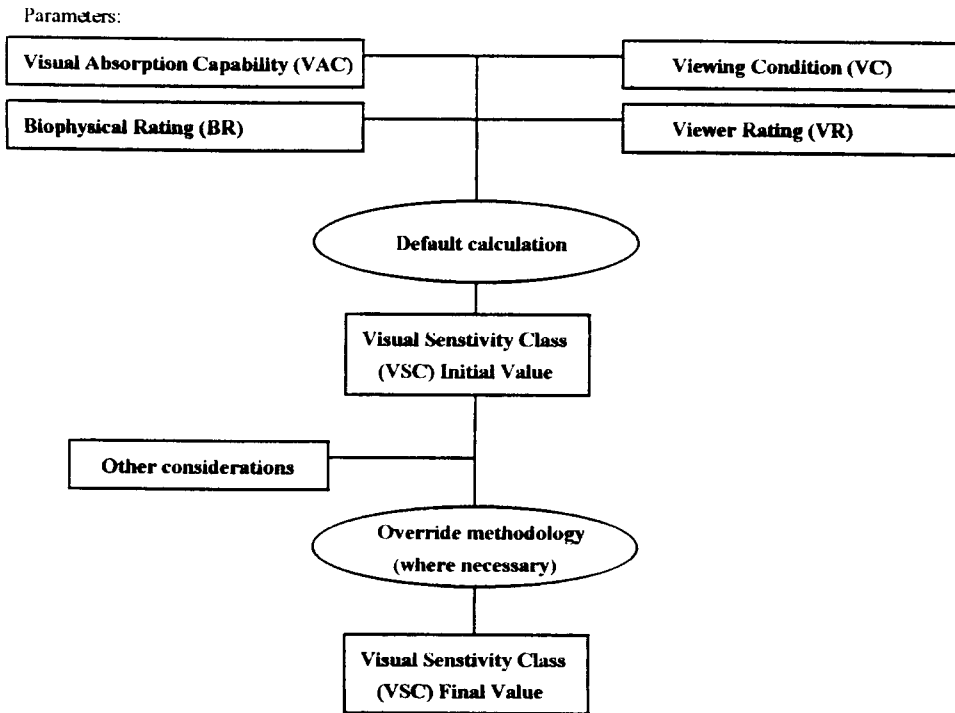 Parameters:
Visual Absorption Capability (VAC)
Viewing Condition (VC)
Biophysical Rating (BR)
Viewer Rating (VR)
Default calculation
Visual Senstivity Class
(VSC) Initial Value
Other considerations
Override methodology
(where necessary)
Visual Senstivity Class
(VSC) Final Value